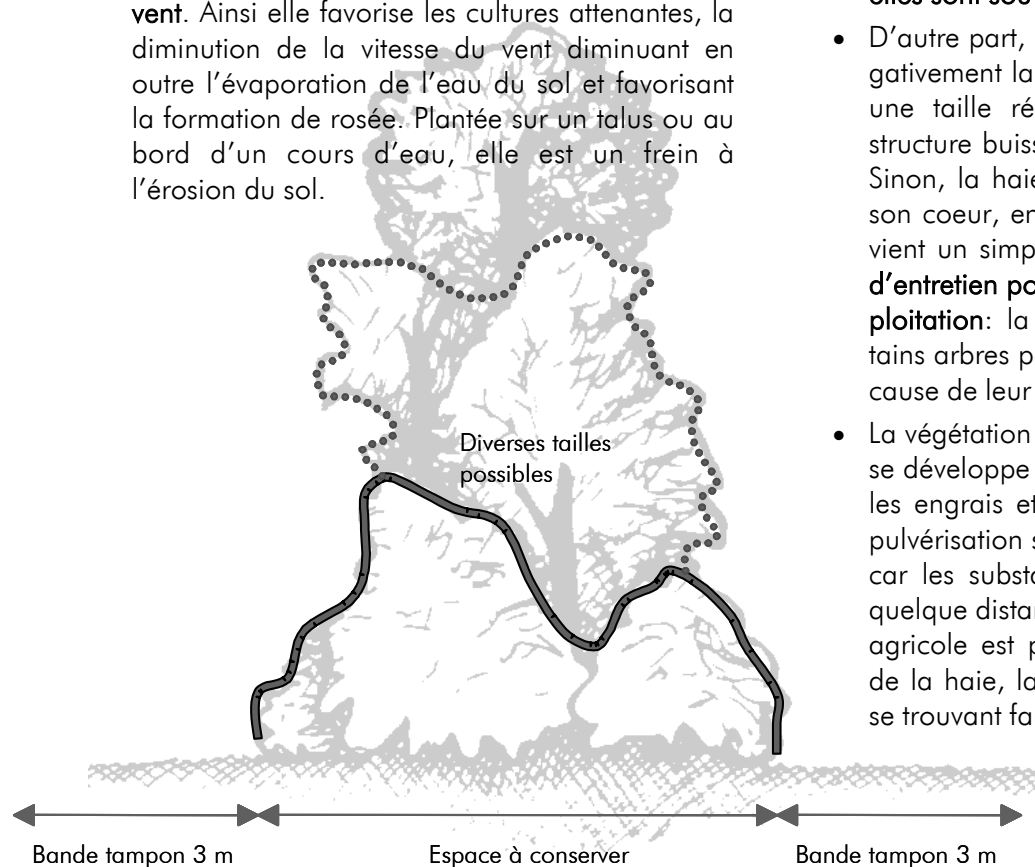 vent. Ainsi elle favorise les cultures attenantes, la
diminution de la vitesse du vent diminuant en
outre l’évaporation de l’eau du sol et favorisant
la formation de rosée. Plantée sur un talus ou au
bord d’un cours d’eau, elle est un frein à
l’érosion du sol.
Diverses tailles
possibles
Bande tampon 3 m
Espace à conserver
Bande tampon 3 m
elles sont sou
• D’autre part,
gativement la
une taille ré
structure buiss
Sinon, la haie
son coeur, en
vient un simp
d’entretien po
ploitation: la
tains arbres p
cause de leur
• La végétation
se développe
les engrais et
pulvérisation s
car les substa
quelque distan
agricole est p
de la haie, la
se trouvant fa